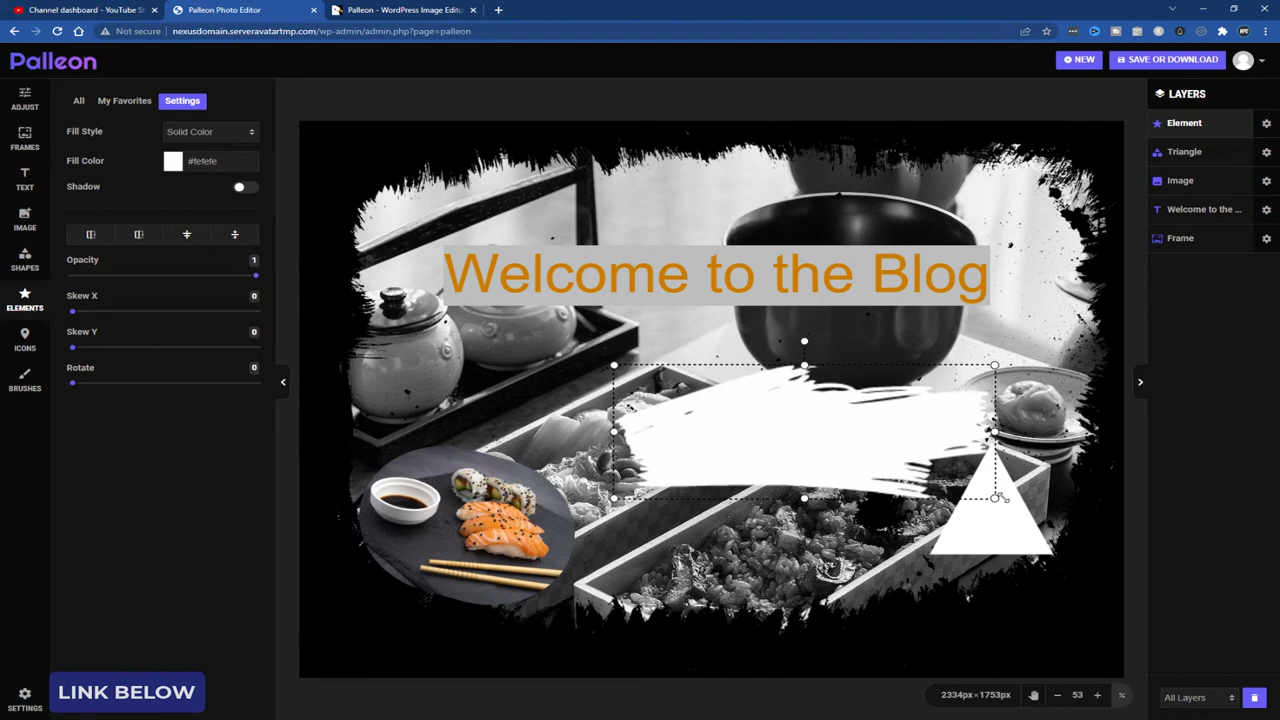 Channel dashboard - YouTube St
Palleon Photo Editor
Palleon - WordPress Image Editor
Not secure
nexusdomain.serveravatartmp.com/wp-admin/admin.php?page=palleon
Palleon
NEW
SAVE OR DOWNLOAD
ADJUST
FRAMES
TEXT
IMAGE
SHAPES
ELEMENTS
ICONS
BRUSHES
SETTINGS
All
My Favorites
Settings
Fill Style
Solid Color
Fill Color
#fefefe
Shadow
Opacity
1
Skew X
0
Skew Y
0
Rotate
0
LINK BELOW
Welcome to the Blog
LAYERS
Element
Triangle
Image
Welcome to the ...
Frame
2334px×1753px
53
%
All Layers